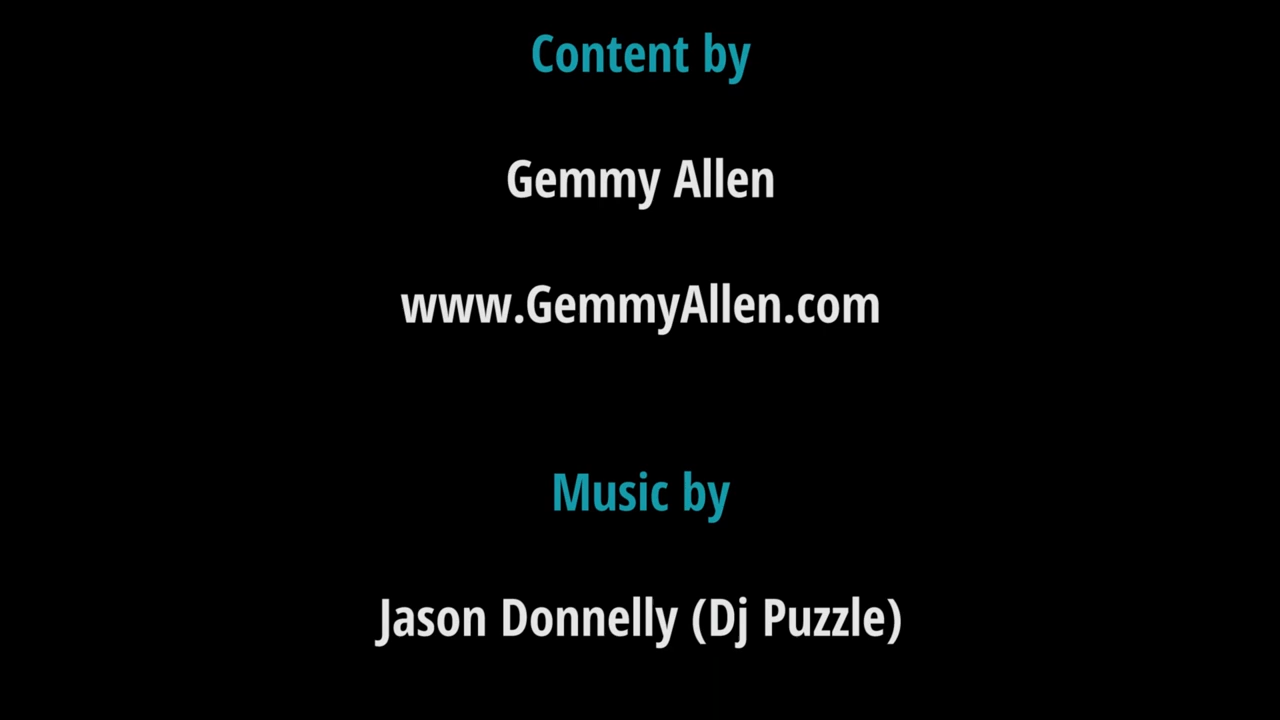 Content by
Gemmy Allen
www.GemmyAllen.com
Music by
Jason Donnelly (Dj Puzzle)